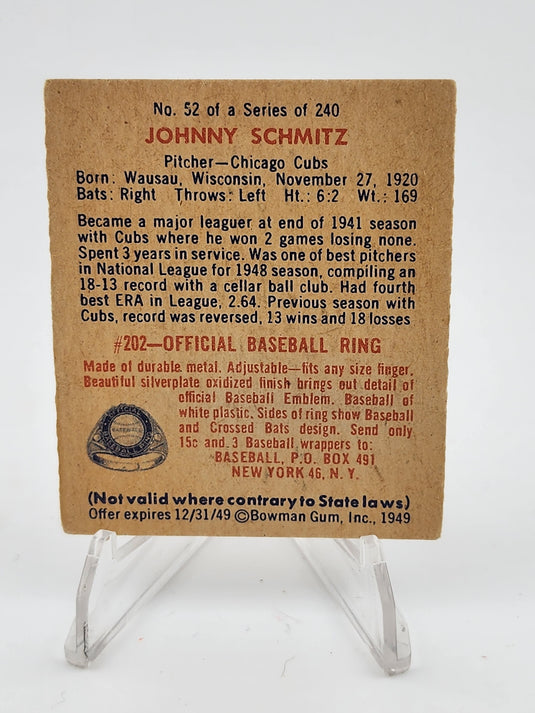 No. 52 of a Series of 240
JOHNNY SCHMITZ
Pitcher—Chicago Cubs
Born: Wausau, Wisconsin, November 27, 1920
Bats: Right Throws: Left Ht.: 6:2 Wt.: 169
Became a major leaguer at end of 1941 season
with Cubs where he won 2 games losing none.
Spent 3 years in service. Was one of best pitchers
in National League for 1948 season, compiling an
18-13 record with a cellar ball club. Had fourth
best ERA in League, 2.64. Previous season with
Cubs, record was reversed, 13 wins and 18 losses
#202—OFFICIAL BASEBALL RING
Made of durable metal. Adjustable—fits any size finger.
Beautiful silverplate oxidized finish brings out detail of
official Baseball Emblem. Baseball of
white plastic. Sides of ring show Baseball
and Crossed Bats design. Send only
15c and 3 Baseball wrappers to:
BASEBALL, P.O. BOX 491
NEW YORK 46, N. Y.
OFFICIAL
BASEBALL
BASEBALL RING
(Not valid where contrary to State laws)
Offer expires 12/31/49 ©Bowman Gum, Inc., 1949